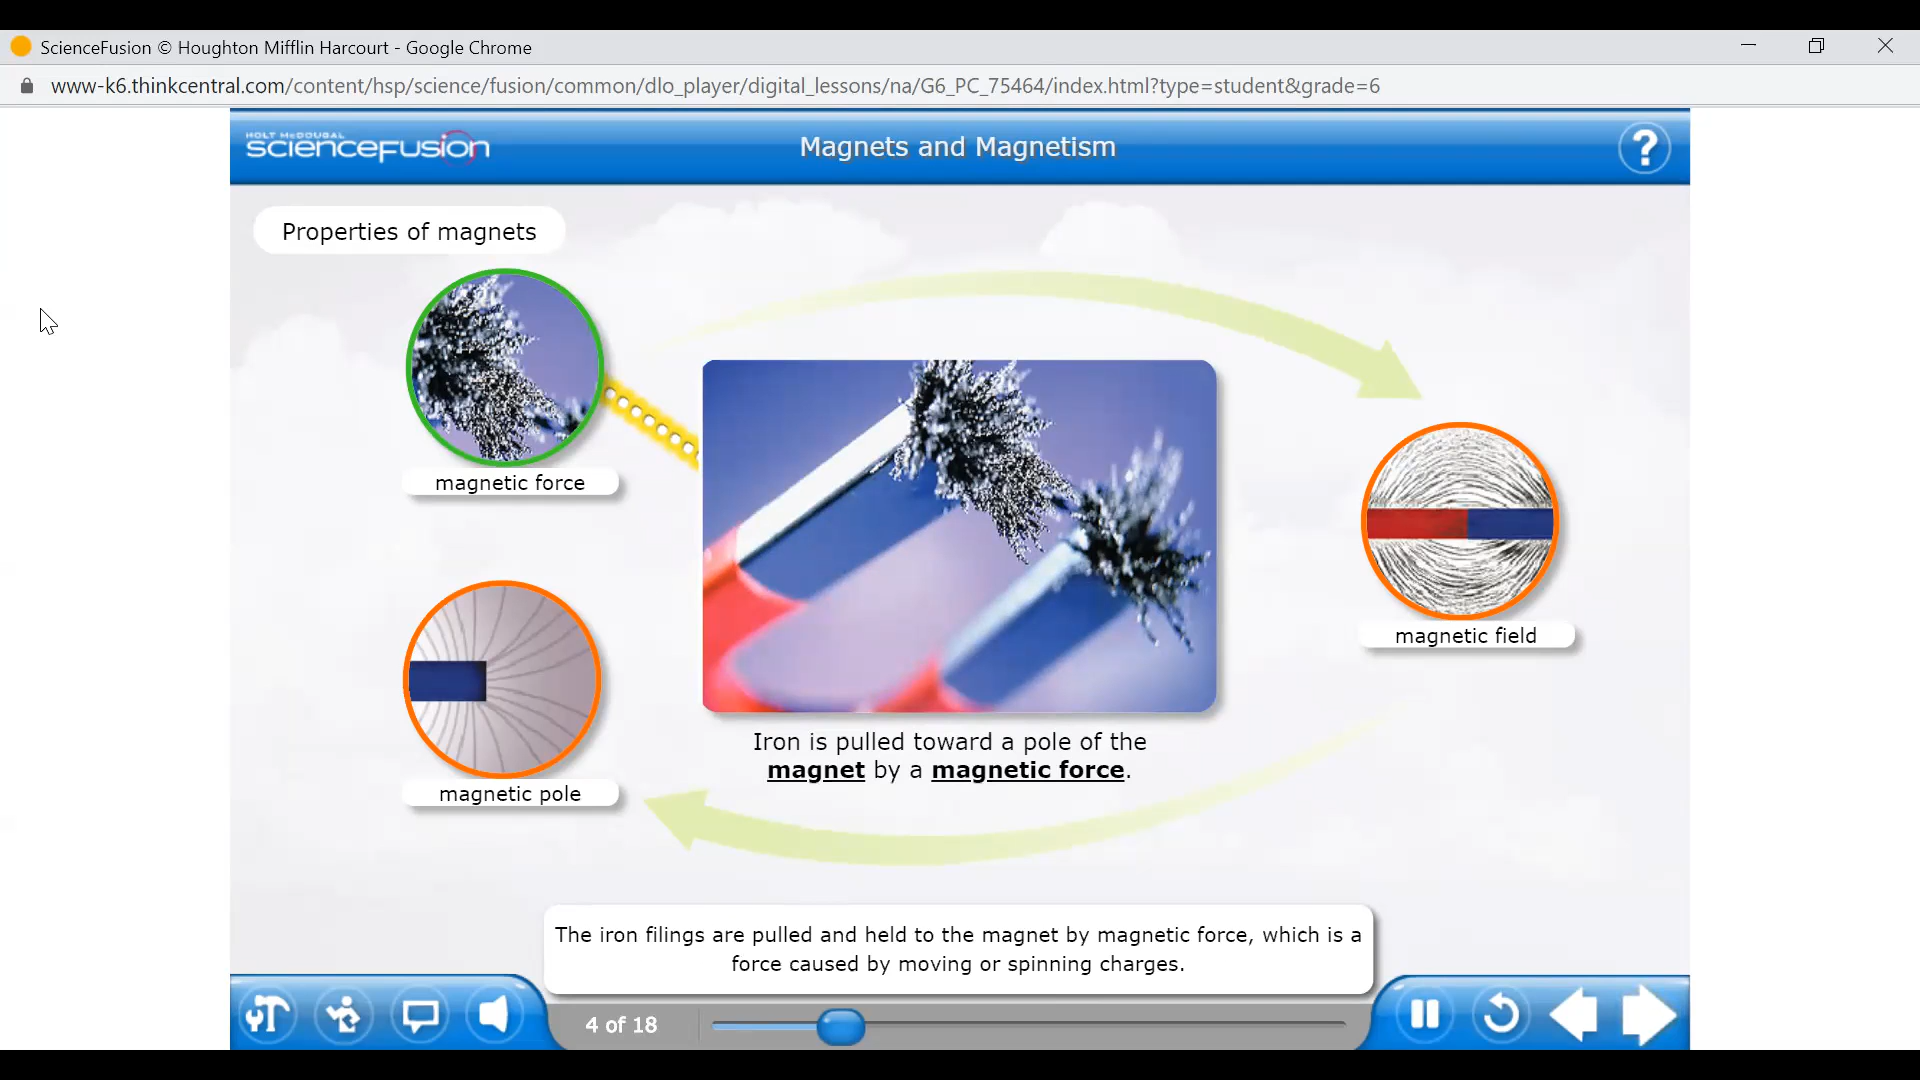 ScienceFusion © Houghton Mifflin Harcourt - Google Chrome
www-k6.thinkcentral.com/content/hsp/science/fusion/common/dlo_player/digital_lessons/na/G6_PC_75464/index.html?type=student&grade=6
HOLT McDOUGAL
scienceFusion
Magnets and Magnetism
?
Properties of magnets
magnetic force
magnetic field
magnetic pole
Iron is pulled toward a pole of the
magnet by a magnetic force.
The iron filings are pulled and held to the magnet by magnetic force, which is a
force caused by moving or spinning charges.
4 of 18